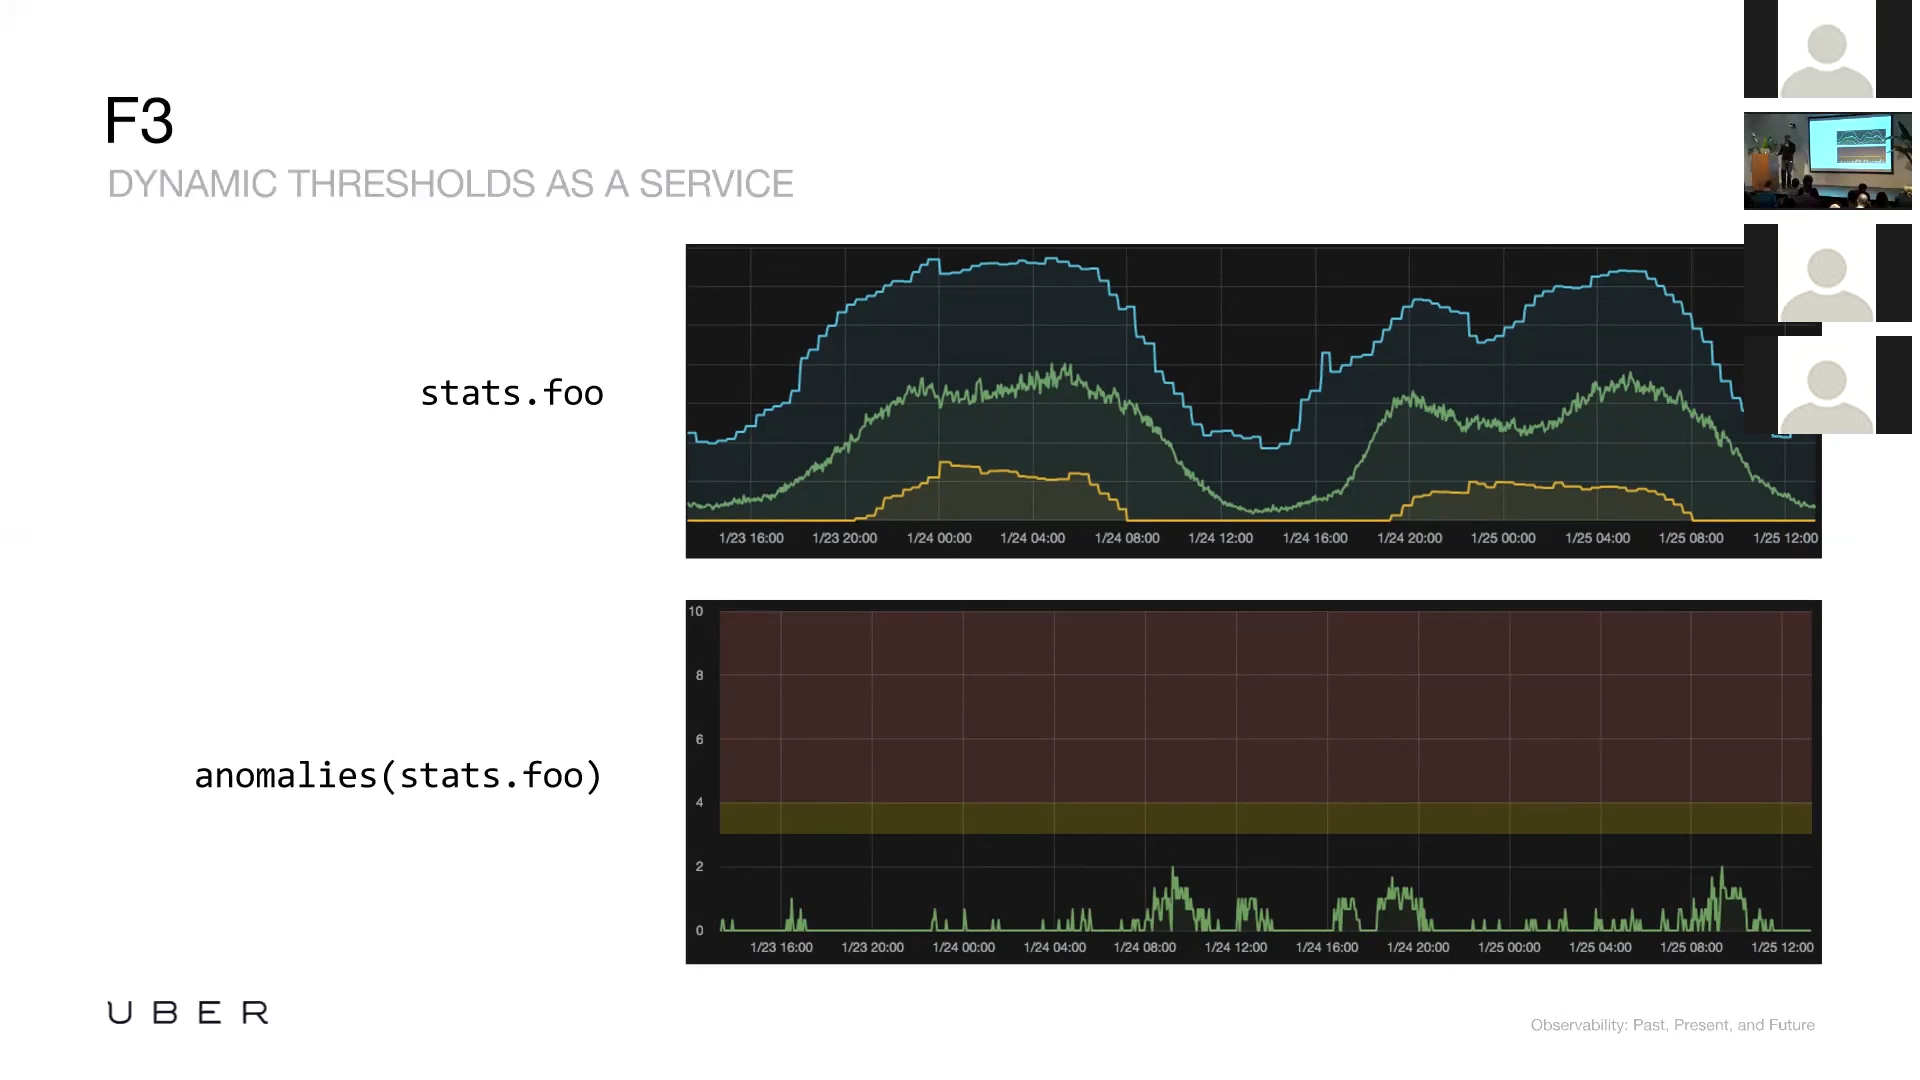 F3
DYNAMIC THRESHOLDS AS A SERVICE
stats.foo
1/23 16:00 1/23 20:00 1/24 00:00 1/24 04:00 1/24 08:00 1/24 12:00 1/24 16:00 1/24 20:00 1/25 00:00 1/25 04:00 1/25 08:00 1/25 12:00
anomalies(stats.foo)
10
8
6
4
2
0
1/23 16:00 1/23 20:00 1/24 00:00 1/24 04:00 1/24 08:00 1/24 12:00 1/24 16:00 1/24 20:00 1/25 00:00 1/25 04:00 1/25 08:00 1/25 12:00
UBER
Observability: Past, Present, and Future